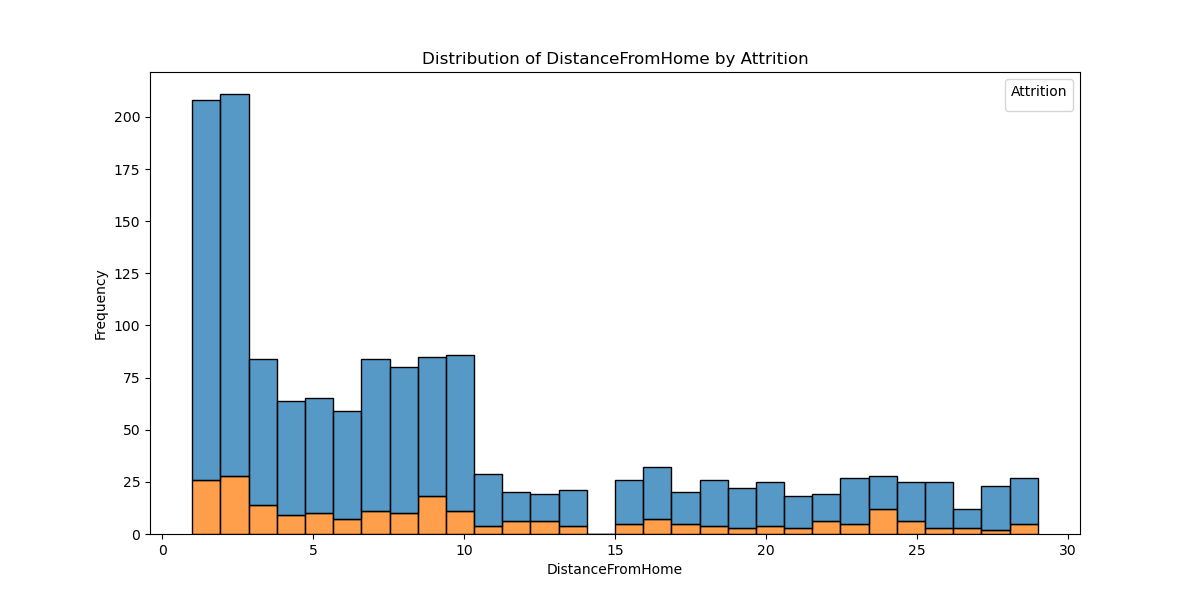 Distribution of DistanceFromHome by Attrition
Attrition
Frequency
200
175
150
125
100
75
50
25
0
0 5 10 15 20 25 30
DistanceFromHome